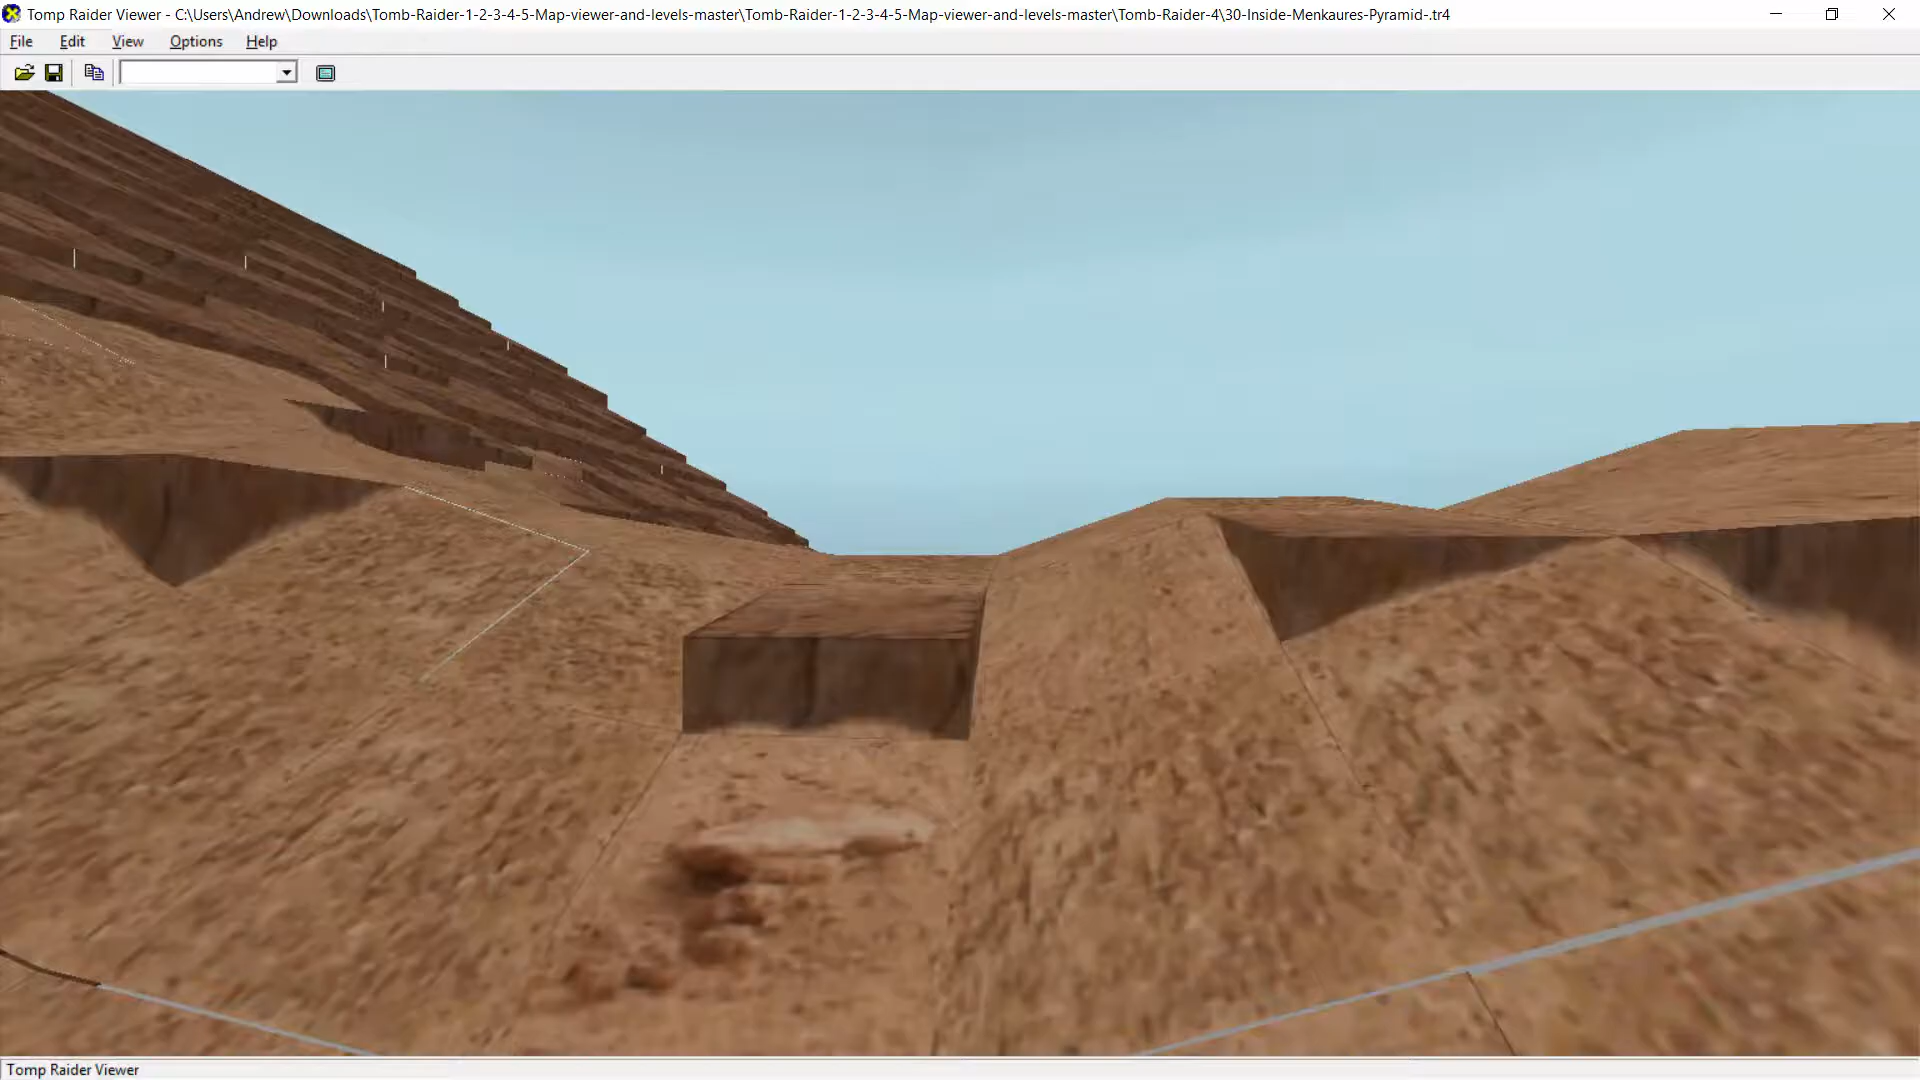 Tomp Raider Viewer - C:\Users\Andrew\Downloads\Tomb-Raider-1-2-3-4-5-Map-viewer-and-levels-master\Tomb-Raider-1-2-3-4-5-Map-viewer-and-levels-master\Tomb-Raider-4\30-Inside-Menkaures-Pyramid-.tr4
File Edit View Options Help
Tomp Raider Viewer